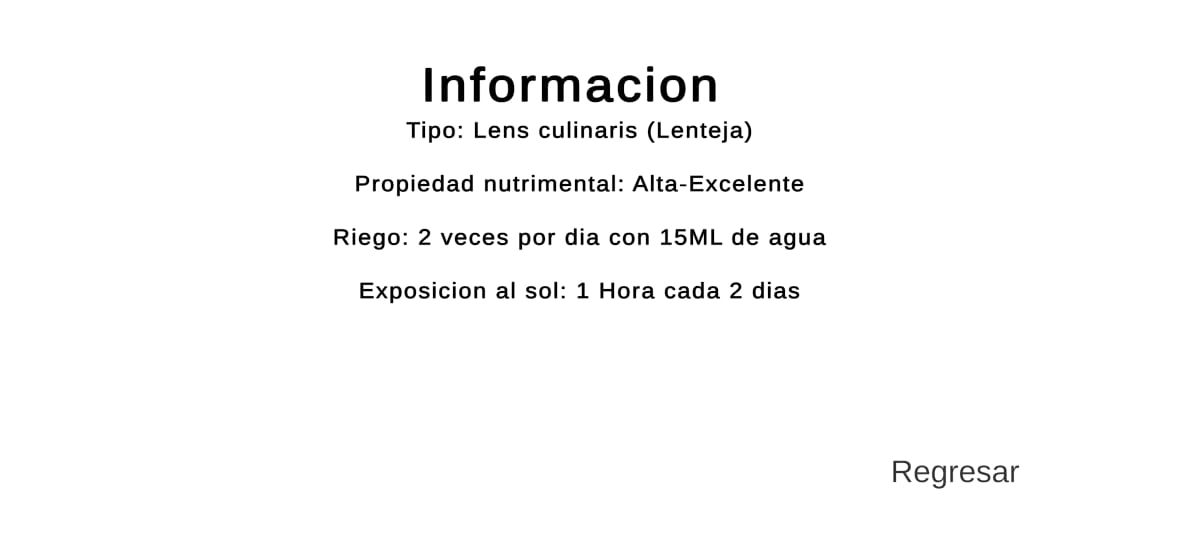 Informacion
Tipo: Lens culinaris (Lenteja)
Propiedad nutrimental: Alta-Excelente
Riego: 2 veces por dia con 15ML de agua
Exposicion al sol: 1 Hora cada 2 dias
Regresar